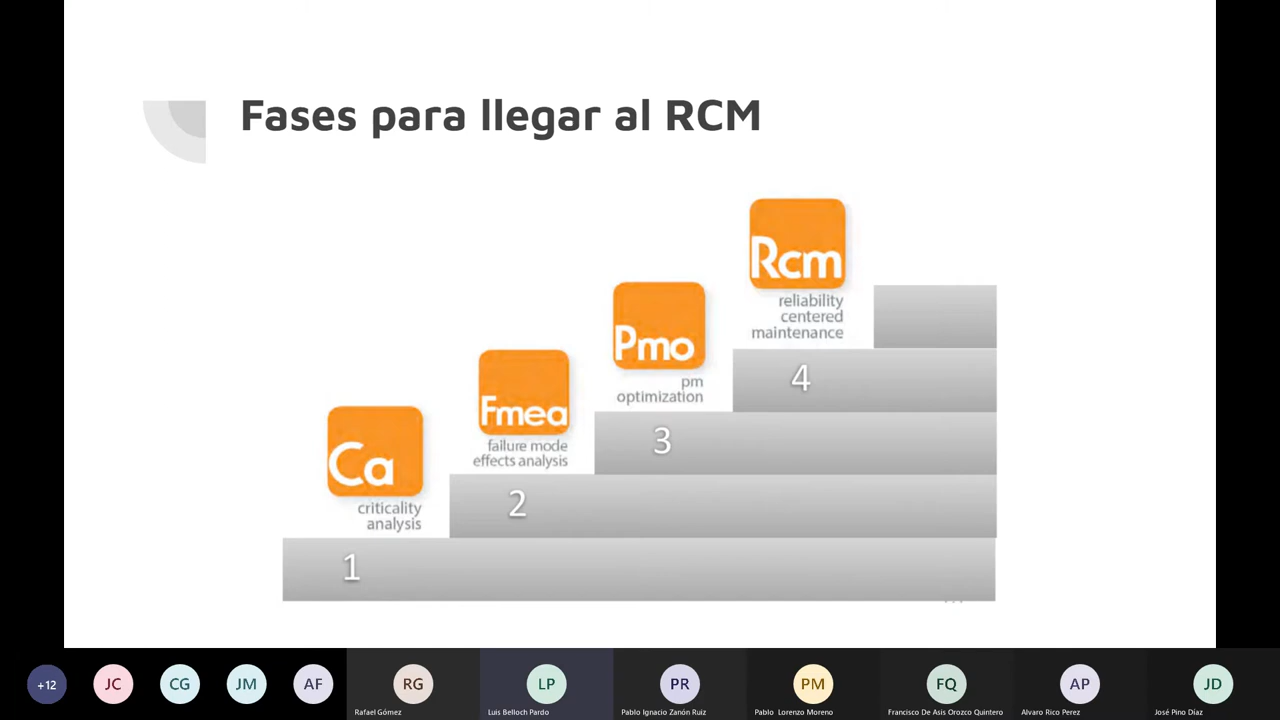 Fases para llegar al RCM
Rcm
reliability
centered
maintenance
Pmo
pm
optimization
4
Fmea
failure mode
effects analysis
3
Ca
criticality
analysis
2
1
+12
JC
CG
JM
AF
RG
LP
PR
PM
FQ
AP
JD
Rafael Gómez
Luis Belloch Pardo
Pablo Ignacio Zanón Ruiz
Pablo Lorenzo Moreno
Francisco De Asis Orozco Quintero
Alvaro Rico Perez
José Pino Díaz